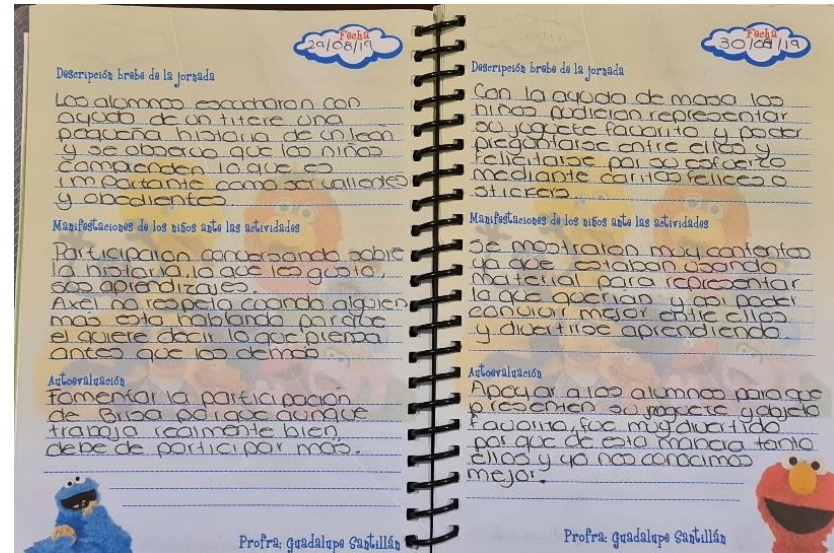 Fecha
29/08/19
Descripción brebe de la jornada
Los alumnos escucharon con
ayuda de un titere una
pequeña historia de un león
y se observo que los niños
comprenden lo que es
importante como ser valientes
y obedientes
Manifestaciones de los niños ante las actividades
Participaron conversando sobre
la historia, lo que les gusto,
sus aprendizajes.
Axel no respeta cuando alguien
mas esta hablando porque
el quiere decir lo que piensa
antes que los demas
Autoevaluación
Fomentar la participación
de Brisa porque aunque
trabaja realmente bien
debe de participar mas.
Profra: Guadalupe Santillán
Fecha
30/08/19
Descripción brebe de la jornada
Con la ayuda de masa los
niños pudieron representar
su juguete favorito y poder
preguntarse entre ellos y
felicitarse por su esfuerzo
mediante caritas felices o
stickers
Manifestaciones de los niños ante las actividades
se mostraron muy contentos
ya que estaban usando
material para representar
lo que querian y asi poder
convivir mejor entre ellos
y divertirse aprendiendo
Autoevaluación
Apoyar a los alumnos para que
presenten su juguete y objeto
favorito, fue muy divertido
por que de esta manera tanto
ellos y yo nos conocimos
mejor.
Profra: Guadalupe Santillán